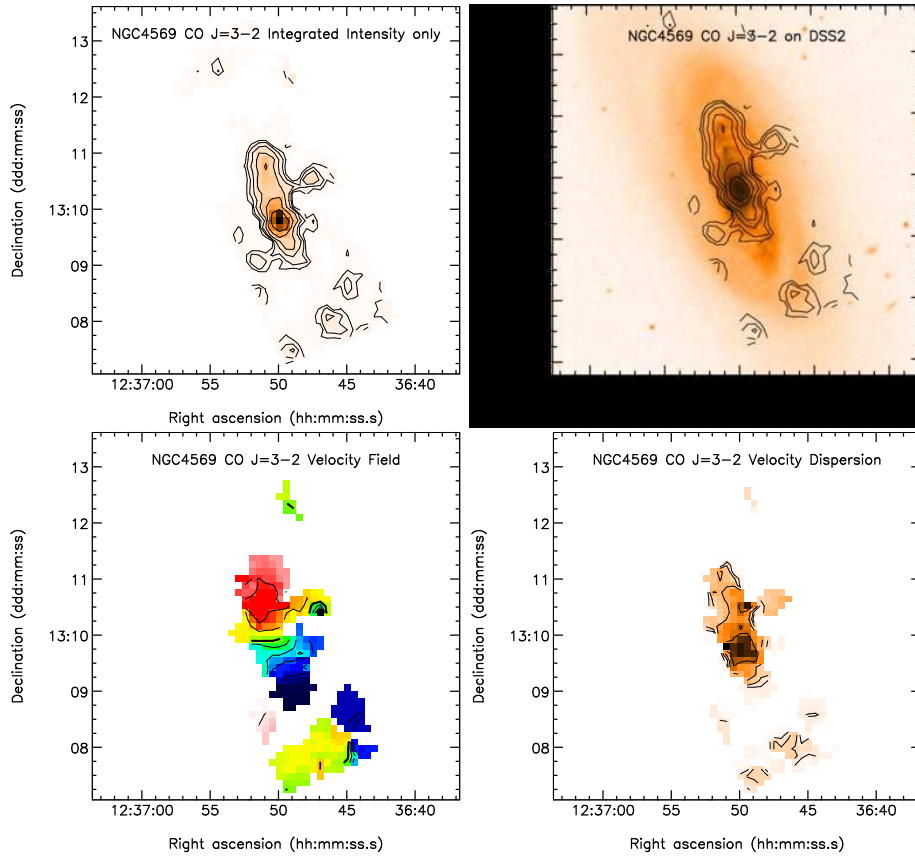 NGC4569 CO J=3-2 Integrated Intensity only
13
12
11
13:10
09
08
Declination (ddd:mm:ss)
12:37:00 55 50 45 36:40
Right ascension (hh:mm:ss.s)
NGC4569 CO J=3-2 on DSS2
NGC4569 CO J=3-2 Velocity Field
13
12
11
13:10
09
08
Declination (ddd:mm:ss)
12:37:00 55 50 45 36:40
Right ascension (hh:mm:ss.s)
NGC4569 CO J=3-2 Velocity Dispersion
13
12
11
13:10
09
08
Declination (ddd:mm:ss)
12:37:00 55 50 45 36:40
Right ascension (hh:mm:ss.s)